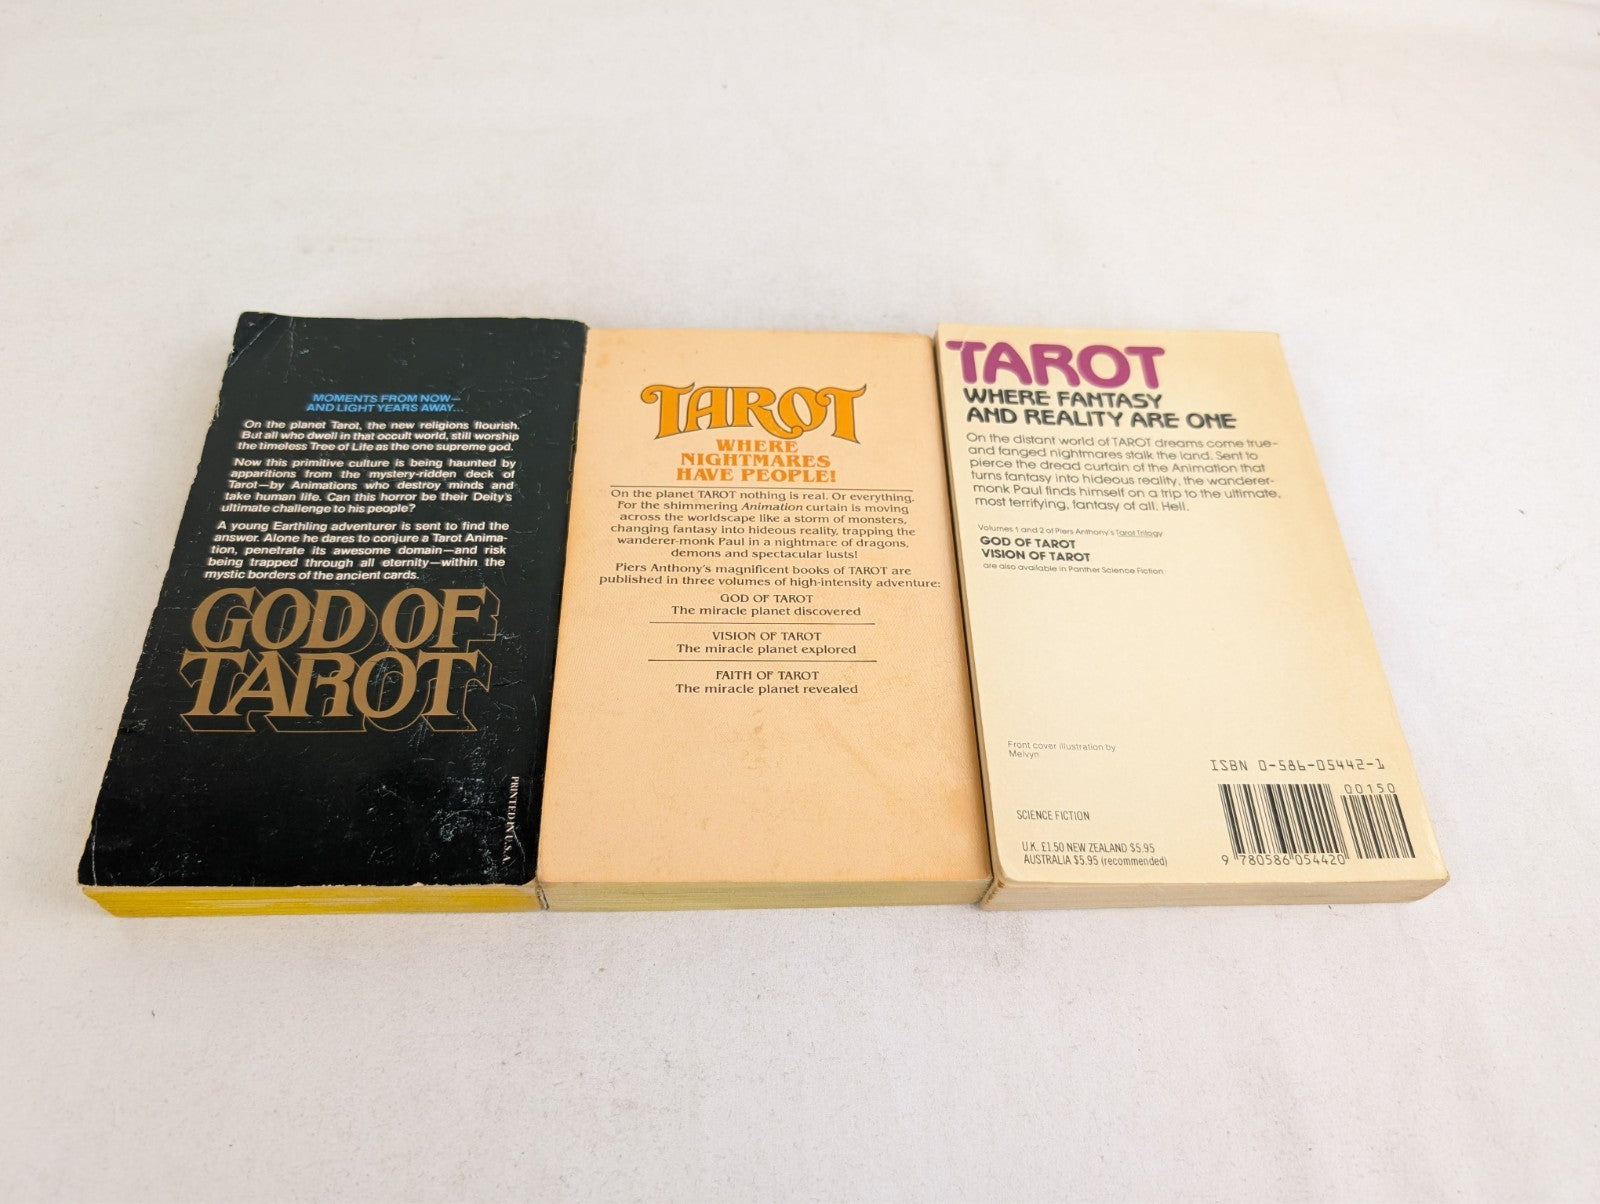 MOMENTS FROM NOW—
AND LIGHT YEARS AWAY...
On the planet Tarot, the new religions flourish.
But all who dwell in that occult world, still worship
the timeless Tree of Life as the one supreme god.
Now this primitive culture is being haunted by
apparitions from the mystery-ridden deck of
Tarot—by Animations who destroy minds and
take human life. Can this horror be their Deity's
ultimate challenge to his people?
A young Earthling adventurer is sent to find the
answer. Alone he dares to conjure a Tarot Anima-
tion, penetrate its awesome domain—and risk
being trapped through all eternity—within the
mystic borders of the ancient cards.
GOD OF
TAROT
PRINTED IN U.S.A.
TAROT
WHERE
NIGHTMARES
HAVE PEOPLE!
On the planet TAROT nothing is real. Or everything.
For the shimmering Animation curtain is moving
across the worldscape like a storm of monsters,
changing fantasy into hideous reality, trapping the
wanderer-monk Paul in a nightmare of dragons,
demons and spectacular lusts!
Piers Anthony's magnificent books of TAROT are
published in three volumes of high-intensity adventure:
GOD OF TAROT
The miracle planet discovered
VISION OF TAROT
The miracle planet explored
FAITH OF TAROT
The miracle planet revealed
TAROT
WHERE FANTASY
AND REALITY ARE ONE
On the distant world of TAROT dreams come true-
and fanged nightmares stalk the land. Sent to
pierce the dread curtain of the Animation that
turns fantasy into hideous reality, the wanderer-
monk Paul finds himself on a trip to the ultimate,
most terrifying, fantasy of all. Hell.
Volumes 1 and 2 of Piers Anthony's Tarot Trilogy
GOD OF TAROT
VISION OF TAROT
are also available in Panther Science Fiction
Front cover illustration by
Melvyn
ISBN 0-586-05442-1
00150
SCIENCE FICTION
U.K. £1.50 NEW ZEALAND $5.95
AUSTRALIA $5.95 (recommended)
9 780586 054420